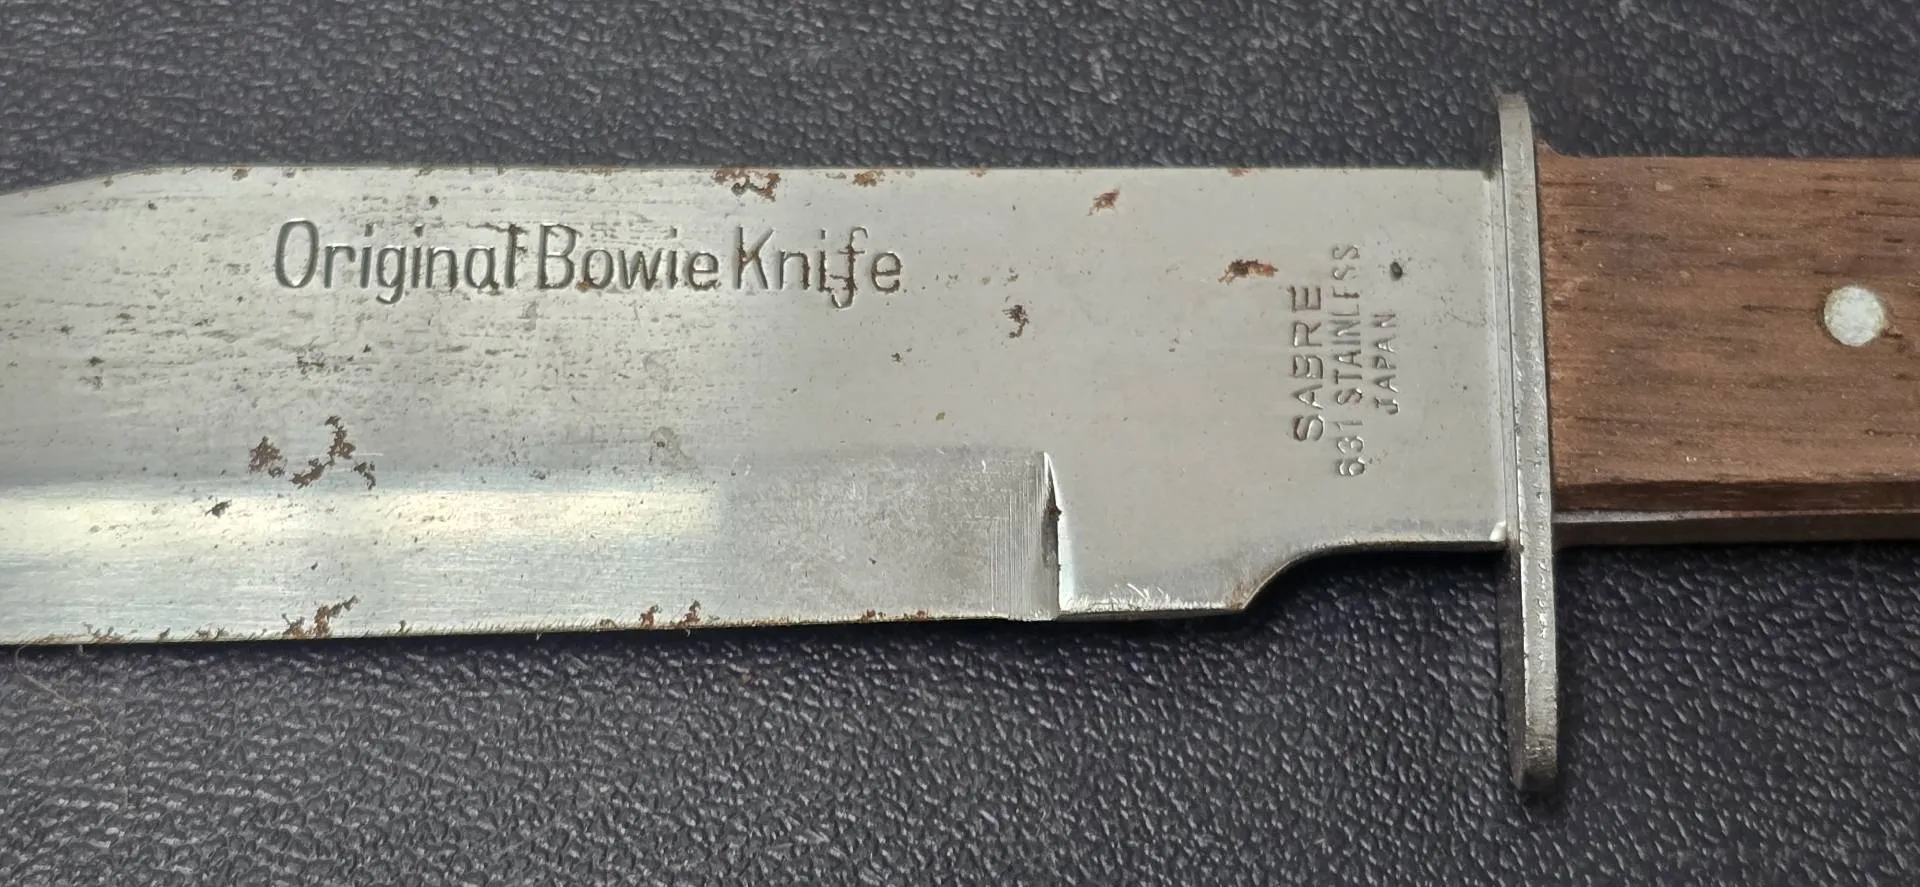 Original Bowie Knife
SABRE
631 STAINLESS
JAPAN